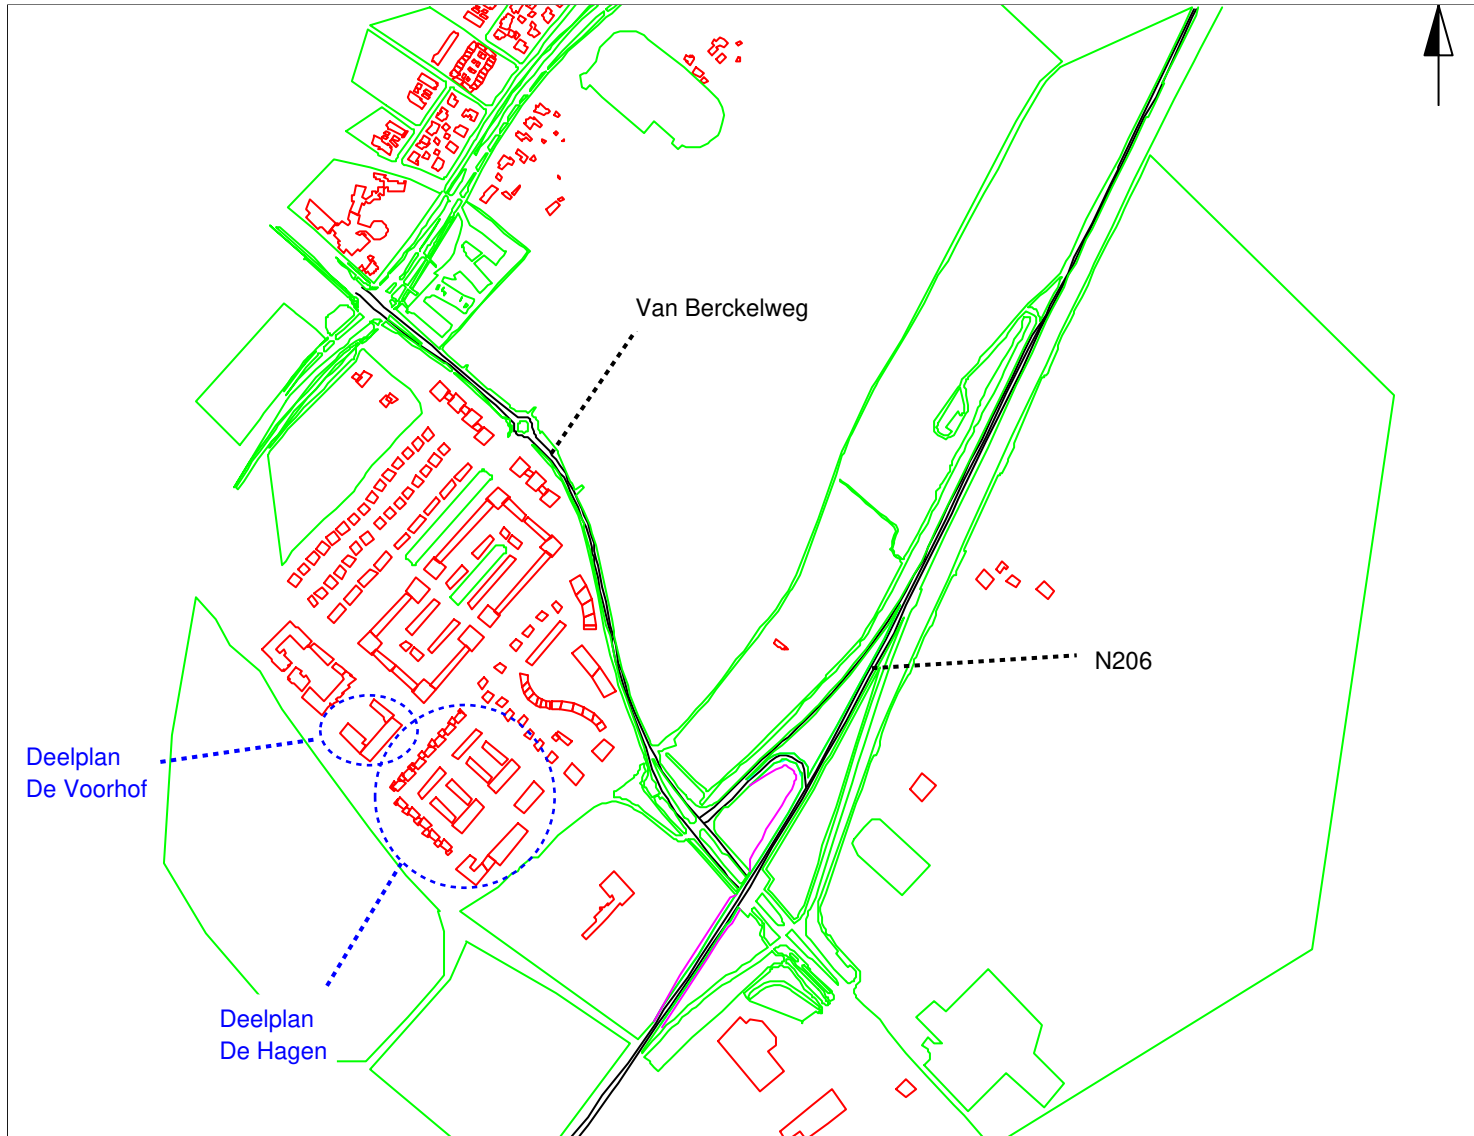 Van Berckelweg
N206
Deelplan
De Voorhof
Deelplan
De Hagen